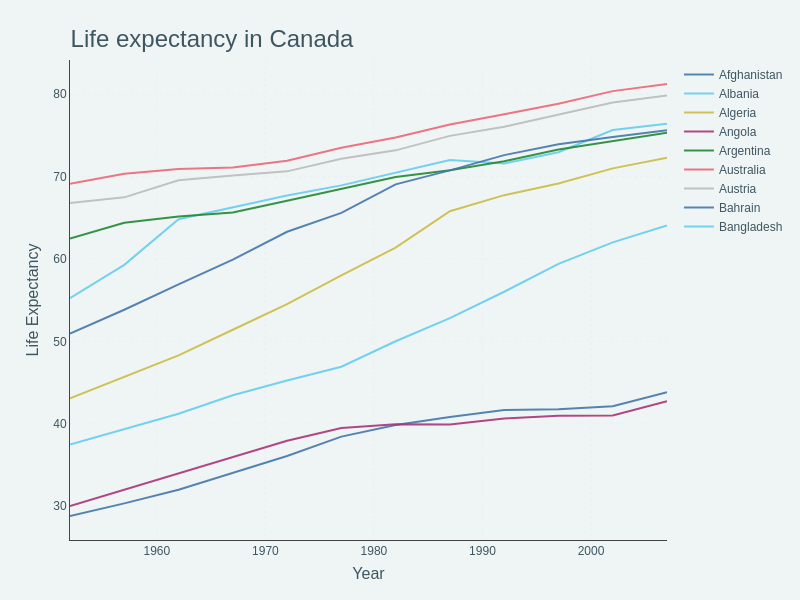 Life expectancy in Canada
80
70
60
50
40
30
Life Expectancy
1960
1970
1980
1990
2000
Year
Afghanistan
Albania
Algeria
Angola
Argentina
Australia
Austria
Bahrain
Bangladesh